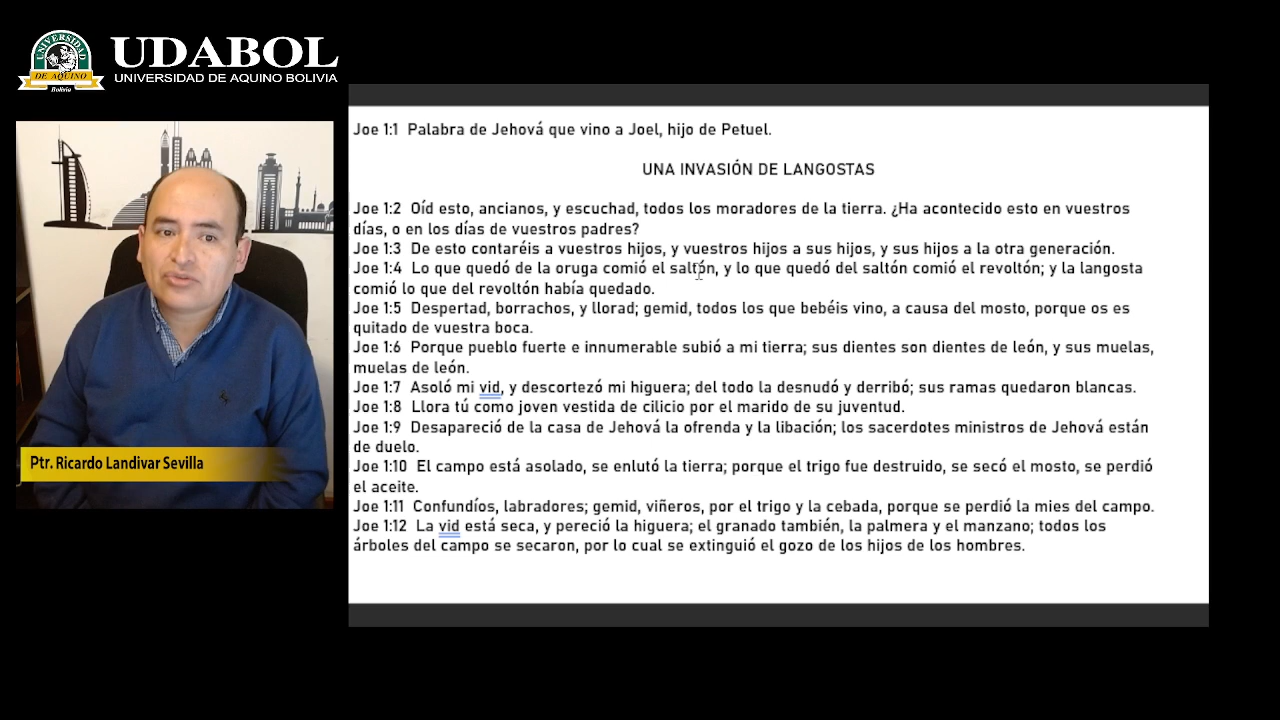 UNIVERSIDAD
DE AQUINO
Bolivia
UDABOL
UNIVERSIDAD DE AQUINO BOLIVIA
Ptr. Ricardo Landivar Sevilla
Joe 1:1 Palabra de Jehová que vino a Joel, hijo de Petuel.
UNA INVASIÓN DE LANGOSTAS
Joe 1:2 Oíd esto, ancianos, y escuchad, todos los moradores de la tierra. ¿Ha acontecido esto en vuestros
días, o en los días de vuestros padres?
Joe 1:3 De esto contaréis a vuestros hijos, y vuestros hijos a sus hijos, y sus hijos a la otra generación.
Joe 1:4 Lo que quedó de la oruga comió el saltón, y lo que quedó del saltón comió el revoltón; y la langosta
comió lo que del revoltón había quedado.
Joe 1:5 Despertad, borrachos, y llorad; gemid, todos los que bebéis vino, a causa del mosto, porque os es
quitado de vuestra boca.
Joe 1:6 Porque pueblo fuerte e innumerable subió a mi tierra; sus dientes son dientes de león, y sus muelas,
muelas de león.
Joe 1:7 Asoló mi vid, y descortezó mi higuera; del todo la desnudó y derribó; sus ramas quedaron blancas.
Joe 1:8 Llora tú como joven vestida de cilicio por el marido de su juventud.
Joe 1:9 Desapareció de la casa de Jehová la ofrenda y la libación; los sacerdotes ministros de Jehová están
de duelo.
Joe 1:10 El campo está asolado, se enlutó la tierra; porque el trigo fue destruido, se secó el mosto, se perdió
el aceite.
Joe 1:11 Confundíos, labradores; gemid, viñeros, por el trigo y la cebada, porque se perdió la mies del campo.
Joe 1:12 La vid está seca, y pereció la higuera; el granado también, la palmera y el manzano; todos los
árboles del campo se secaron, por lo cual se extinguió el gozo de los hijos de los hombres.